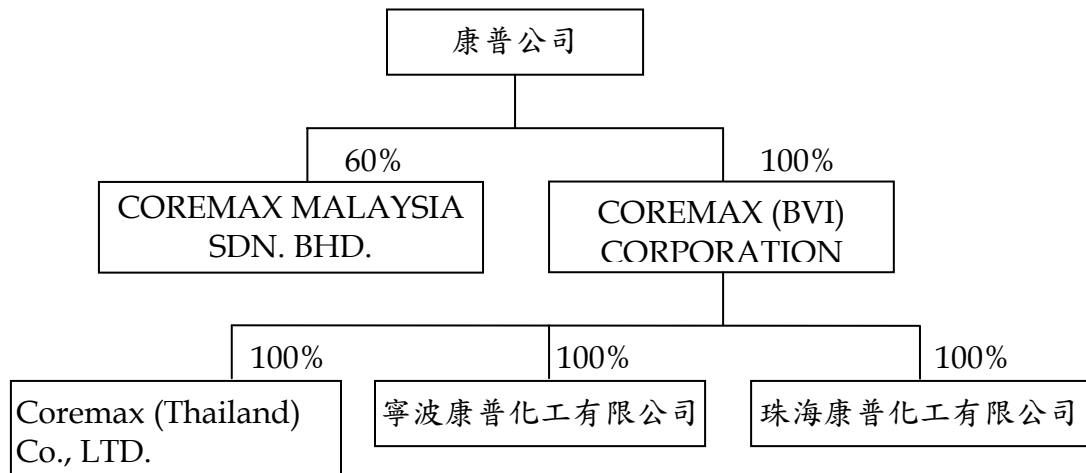 康普公司
60%
100%
COREMAX MALAYSIA
SDN. BHD.
COREMAX (BVI)
CORPORATION
100%
100%
100%
Coremax (Thailand)
Co., LTD.
寧波康普化工有限公司
珠海康普化工有限公司